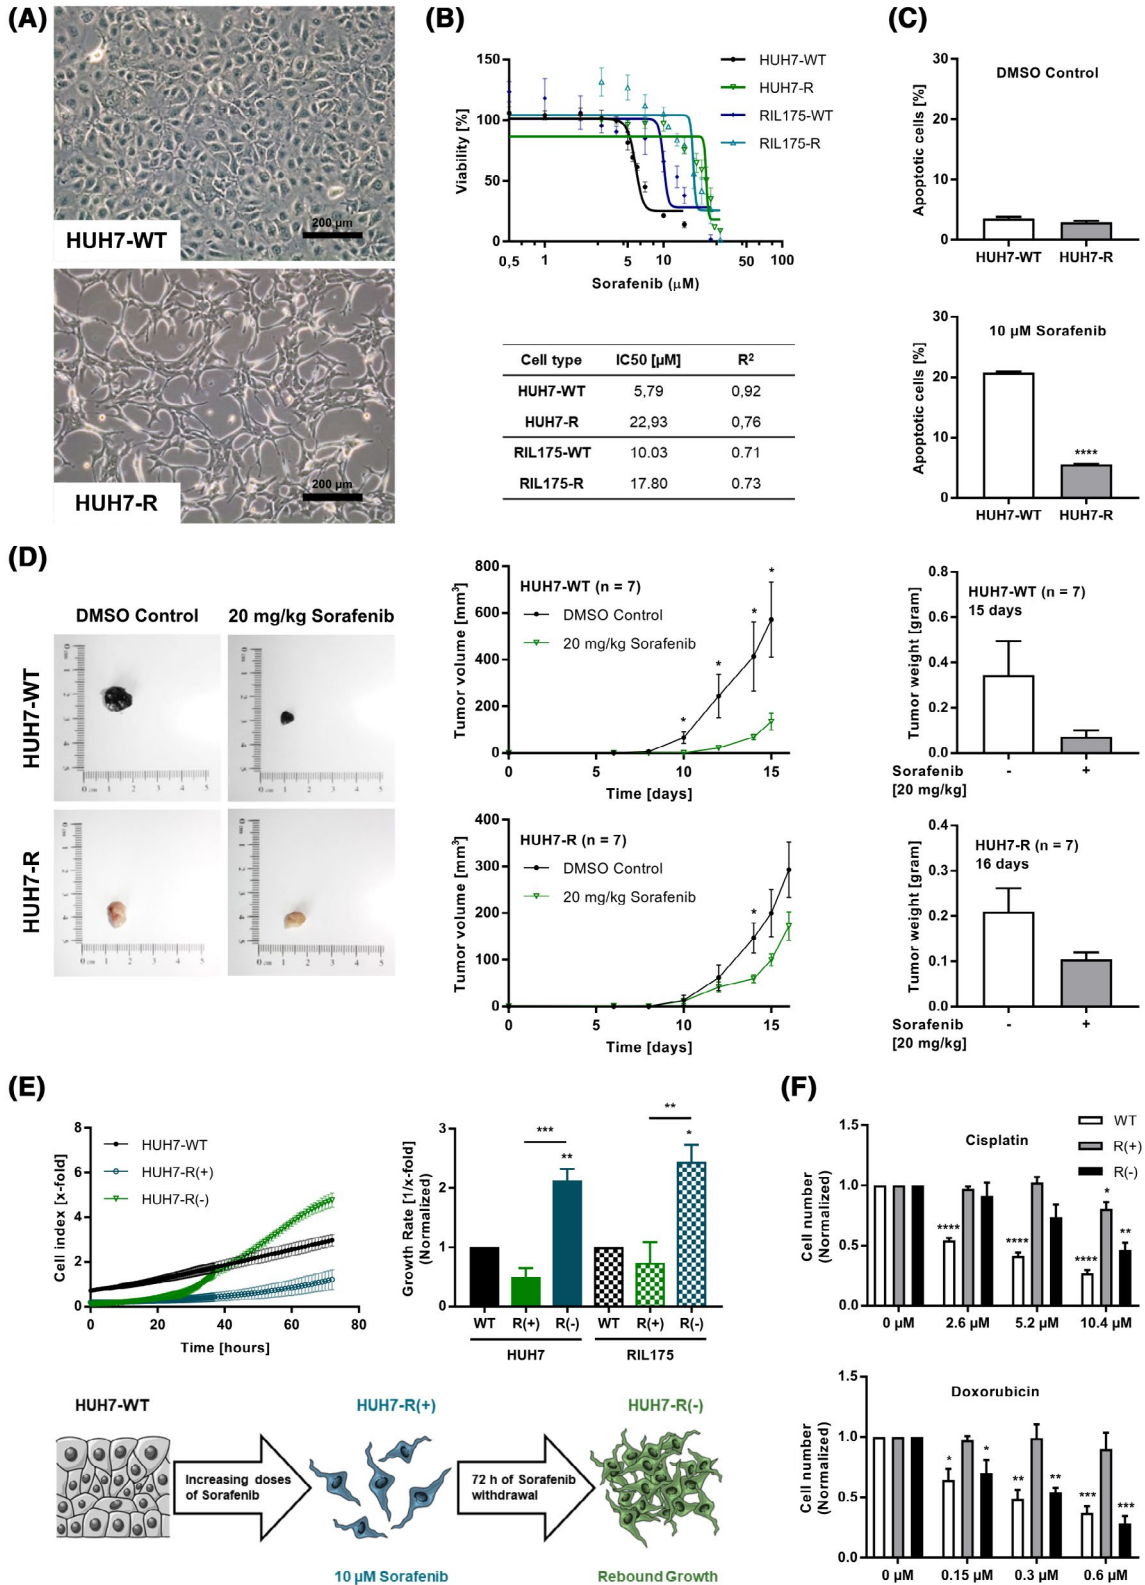 (A)
HUH7-WT
200 µm
HUH7-R
200 µm
(B)
Viability [%]
150
100
50
0
0,5
1
5
10
50
100
Sorafenib (µM)
HUH7-WT
HUH7-R
RIL175-WT
RIL175-R
Cell type IC50 [µM] R²
HUH7-WT 5,79 0,92
HUH7-R 22,93 0,76
RIL175-WT 10.03 0.71
RIL175-R 17.80 0.73
(C)
Apoptotic cells [%]
30
20
10
0
DMSO Control
HUH7-WT HUH7-R
Apoptotic cells [%]
30
20
10
0
10 µM Sorafenib
****
HUH7-WT HUH7-R
(D)
DMSO Control 20 mg/kg Sorafenib
HUH7-WT
HUH7-R
Tumor volume [mm³]
800
600
400
200
0
HUH7-WT (n = 7)
DMSO Control
20 mg/kg Sorafenib
* * * *
0 5 10 15
Time [days]
Tumor volume [mm³]
400
300
200
100
0
HUH7-R (n = 7)
DMSO Control
20 mg/kg Sorafenib
*
0 5 10 15
Time [days]
Tumor weight [gram]
0.8
0.6
0.4
0.2
0.0
HUH7-WT (n = 7)
15 days
Sorafenib - +
[20 mg/kg]
Tumor weight [gram]
0.4
0.3
0.2
0.1
0.0
HUH7-R (n = 7)
16 days
Sorafenib - +
[20 mg/kg]
(E)
Cell index [x-fold]
8
6
4
2
0
HUH7-WT
HUH7-R(+)
HUH7-R(-)
0 20 40 60 80
Time [hours]
Growth Rate [1/x-fold]
(Normalized)
3
2
1
0
***
**
**
*
WT R(+) R(-) WT R(+) R(-)
HUH7 RIL175
HUH7-WT HUH7-R(+) HUH7-R(-)
Increasing doses
of Sorafenib
72 h of Sorafenib
withdrawal
10 µM Sorafenib Rebound Growth
(F)
WT
R(+)
R(-)
Cisplatin
Cell number
(Normalized)
1.5
1.0
0.5
0.0
**** **** **** * **
0 µM 2.6 µM 5.2 µM 10.4 µM
Doxorubicin
Cell number
(Normalized)
1.5
1.0
0.5
0.0
* * ** ** *** ***
0 µM 0.15 µM 0.3 µM 0.6 µM